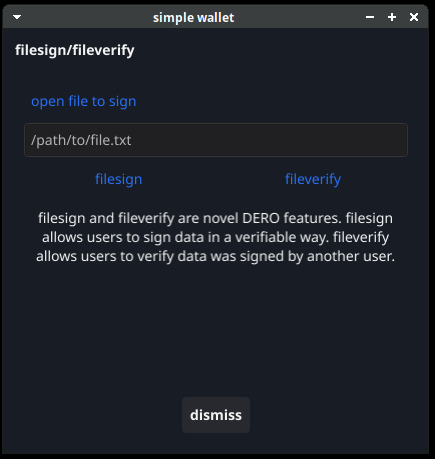 simple wallet
filesign/fileverify
open file to sign
/path/to/file.txt
filesign fileverify
filesign and fileverify are novel DERO features. filesign
allows users to sign data in a verifiable way. fileverify
allows users to verify data was signed by another user.
dismiss